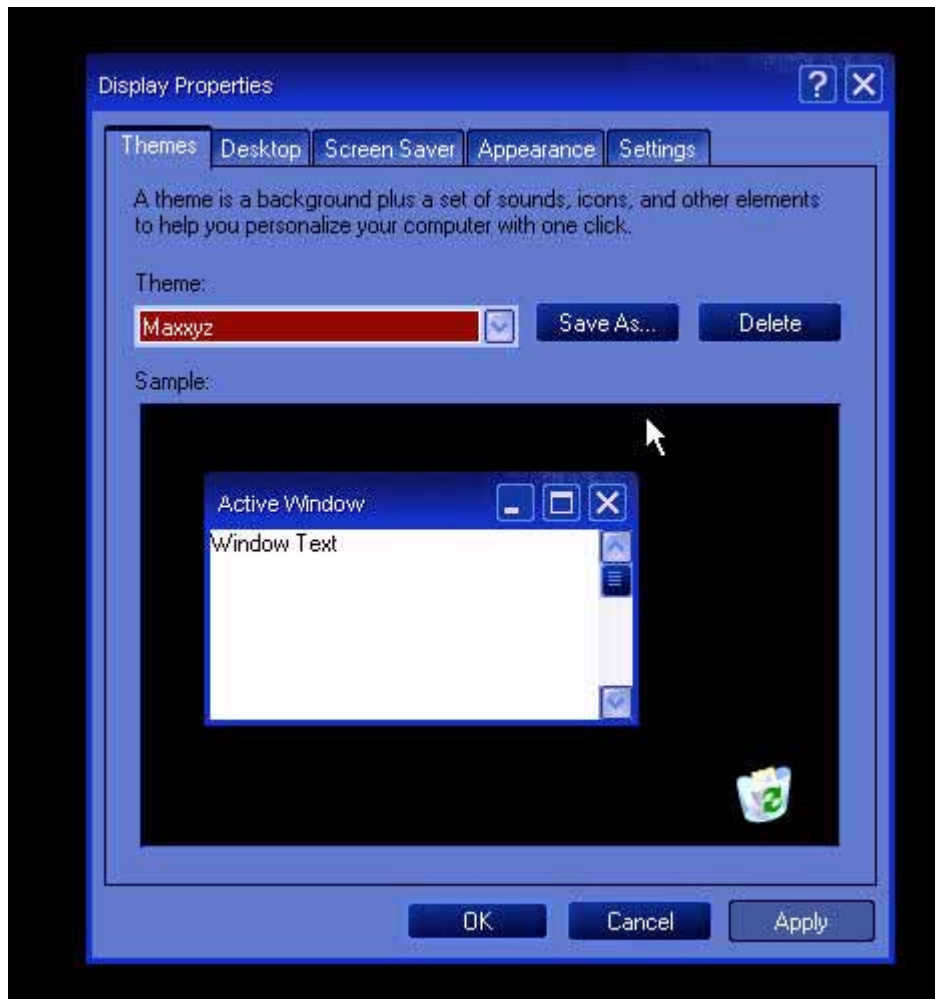 Display Properties
Themes Desktop Screen Saver Appearance Settings
A theme is a background plus a set of sounds, icons, and other elements
to help you personalize your computer with one click.
Theme:
Maxxyz
Save As...
Delete
Sample:
Active Window
Window Text
OK
Cancel
Apply